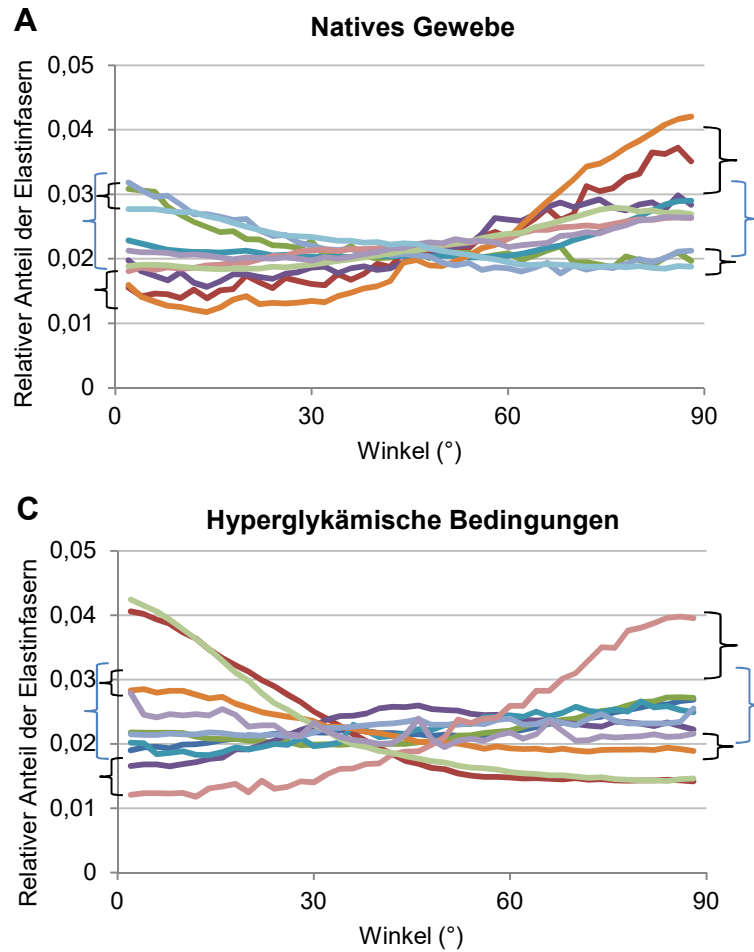 A
Natives Gewebe
Relativer Anteil der Elastinfasern
0,05
0,04
0,03
0,02
0,01
0
0
30
60
90
Winkel (°)
C
Hyperglykämische Bedingungen
Relativer Anteil der Elastinfasern
0,05
0,04
0,03
0,02
0,01
0
0
30
60
90
Winkel (°)